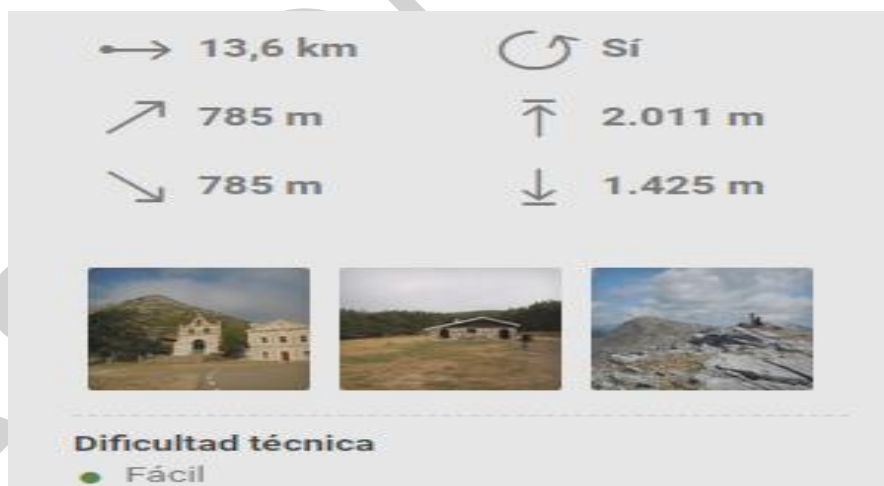 13,6 km Sí
785 m 2.011 m
785 m 1.425 m
Dificultad técnica
Fácil